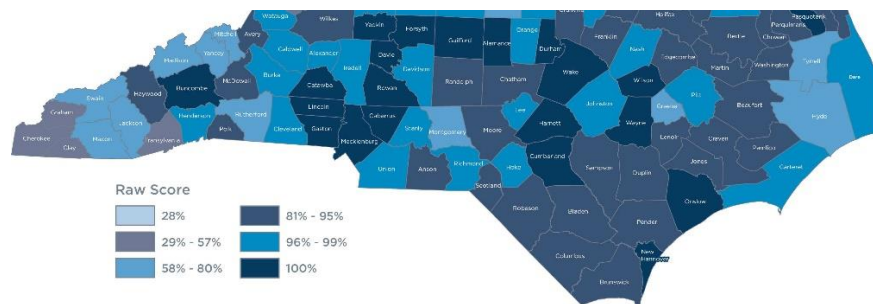 Watauga
Wilkes
Yadkin
Forsyth
Guilford
Alamance
Orange
Durham
Franklin
Halifax
Bertie
Chowan
Perquimans
Pasquotank
Mitchell
Avery
Caldwell
Alexander
Davie
Nash
Edgecombe
Martin
Washington
Tyrrell
Dare
Madison
Yancey
Burke
Iredell
Davidson
Randolph
Chatham
Wake
Wilson
Buncombe
McDowell
Catawba
Rowan
Swain
Haywood
Lincoln
Johnston
Greene
Pitt
Beaufort
Hyde
Graham
Henderson
Rutherford
Cabarrus
Lee
Cherokee
Jackson
Polk
Cleveland
Gaston
Stanly
Montgomery
Moore
Harnett
Wayne
Lenoir
Craven
Clay
Macon
Transylvania
Mecklenburg
Pamlico
Union
Anson
Richmond
Hoke
Cumberland
Sampson
Duplin
Jones
Carteret
Scotland
Robeson
Bladen
Pender
Onslow
Columbus
New
Hannover
Brunswick
Raw Score
28%
81% - 95%
29% - 57%
96% - 99%
58% - 80%
100%